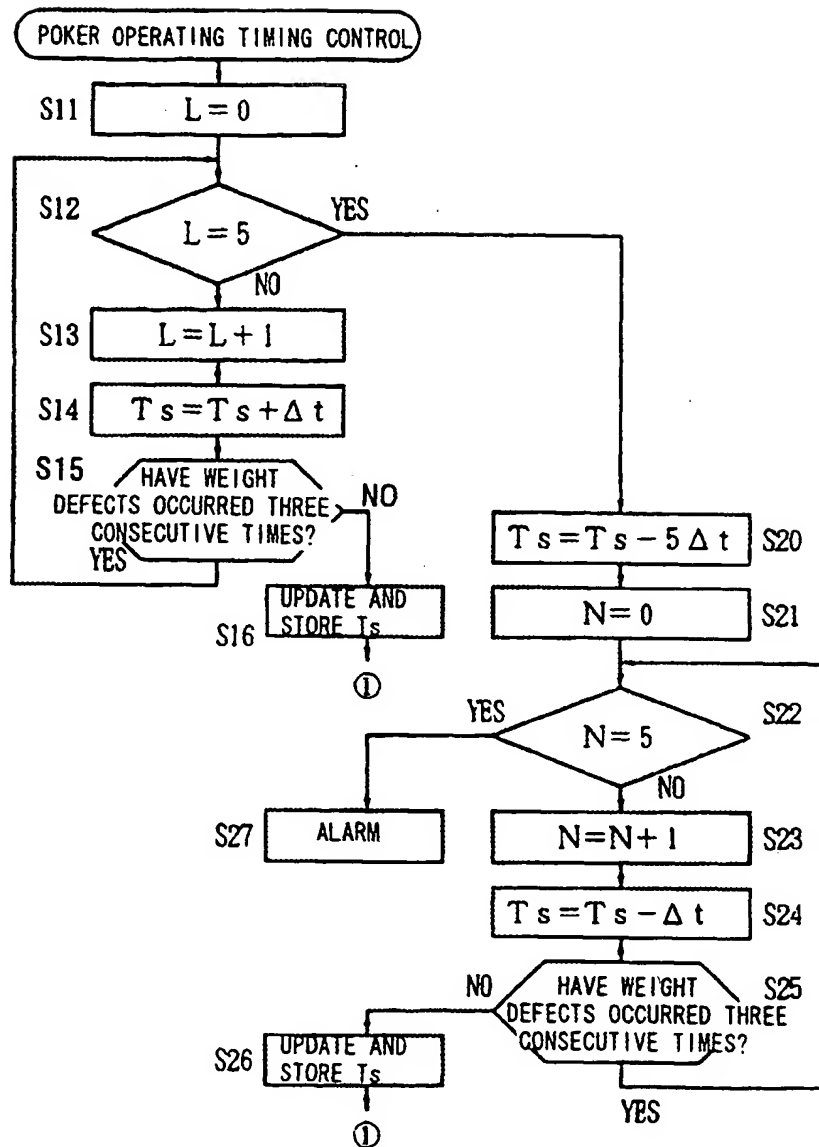 POKER OPERATING TIMING CONTROL
S11
L=0
S12
L=5
YES
NO
S13
L=L+1
S14
Ts=Ts+Δt
S15
HAVE WEIGHT
DEFECTS OCCURRED THREE
CONSECUTIVE TIMES?
NO
YES
S16
UPDATE AND
STORE Ts
①
Ts=Ts-5Δt
S20
N=0
S21
YES
N=5
S22
NO
S27
ALARM
N=N+1
S23
Ts=Ts-Δt
S24
NO
HAVE WEIGHT
DEFECTS OCCURRED THREE
CONSECUTIVE TIMES?
S25
S26
UPDATE AND
STORE Ts
YES
①